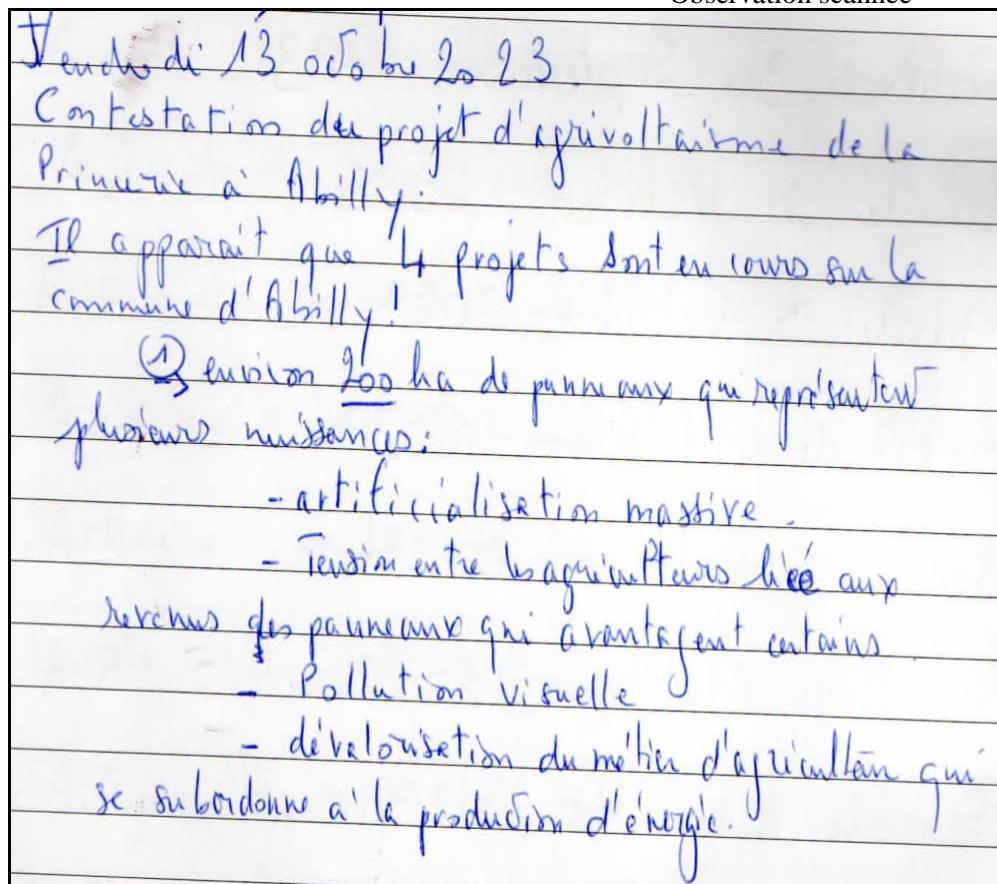 Observation scannée
Vendredi 13 octobre 2023
Contestation du projet d'agrivoltaisme de la
à Abilly.
Il apparait que 4 projets sont en cours sur la
commune d'Abilly !
① environ 200 ha de panneaux qui représentent
plusieurs nuisances :
- artificialisation massive.
- Tension entre les agriculteurs liée aux
revenus des panneaux qui avantagent certains.
- Pollution visuelle
- dévalorisation du métier d'agriculteur qui
se subordonne à la production d'énergie.